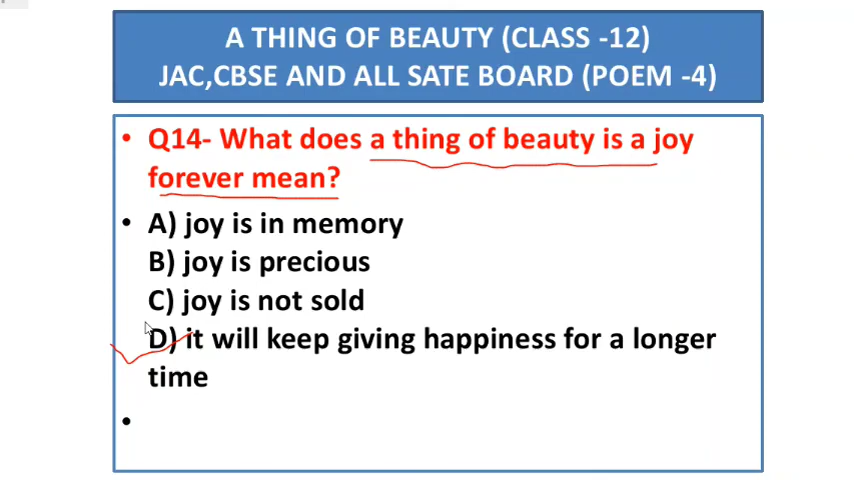 A THING OF BEAUTY (CLASS -12)
JAC,CBSE AND ALL SATE BOARD (POEM -4)
• Q14- What does a thing of beauty is a joy
forever mean?
• A) joy is in memory
B) joy is precious
C) joy is not sold
D) it will keep giving happiness for a longer
time
•